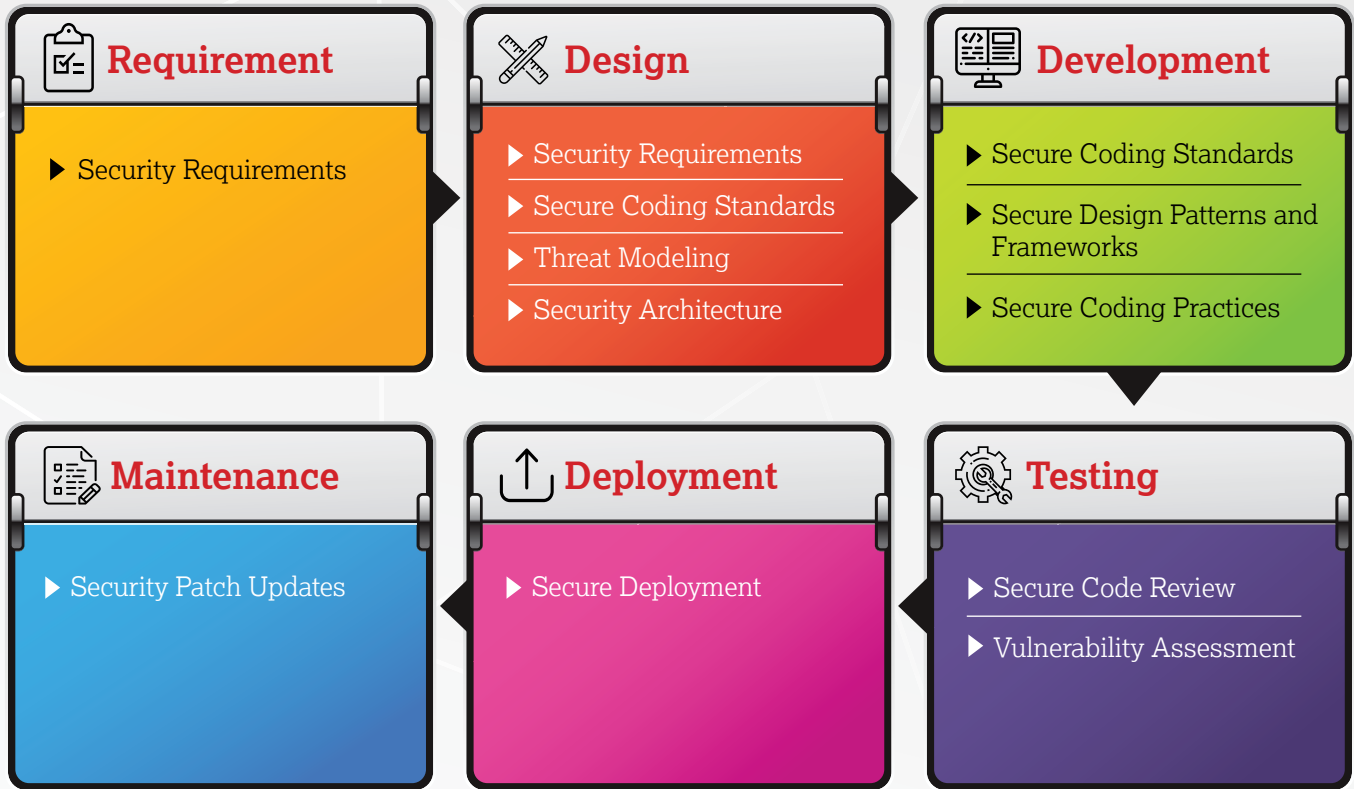 Requirement
Security Requirements
Design
Security Requirements
Secure Coding Standards
Threat Modeling
Security Architecture
Development
Secure Coding Standards
Secure Design Patterns and
Frameworks
Secure Coding Practices
Maintenance
Security Patch Updates
Deployment
Secure Deployment
Testing
Secure Code Review
Vulnerability Assessment